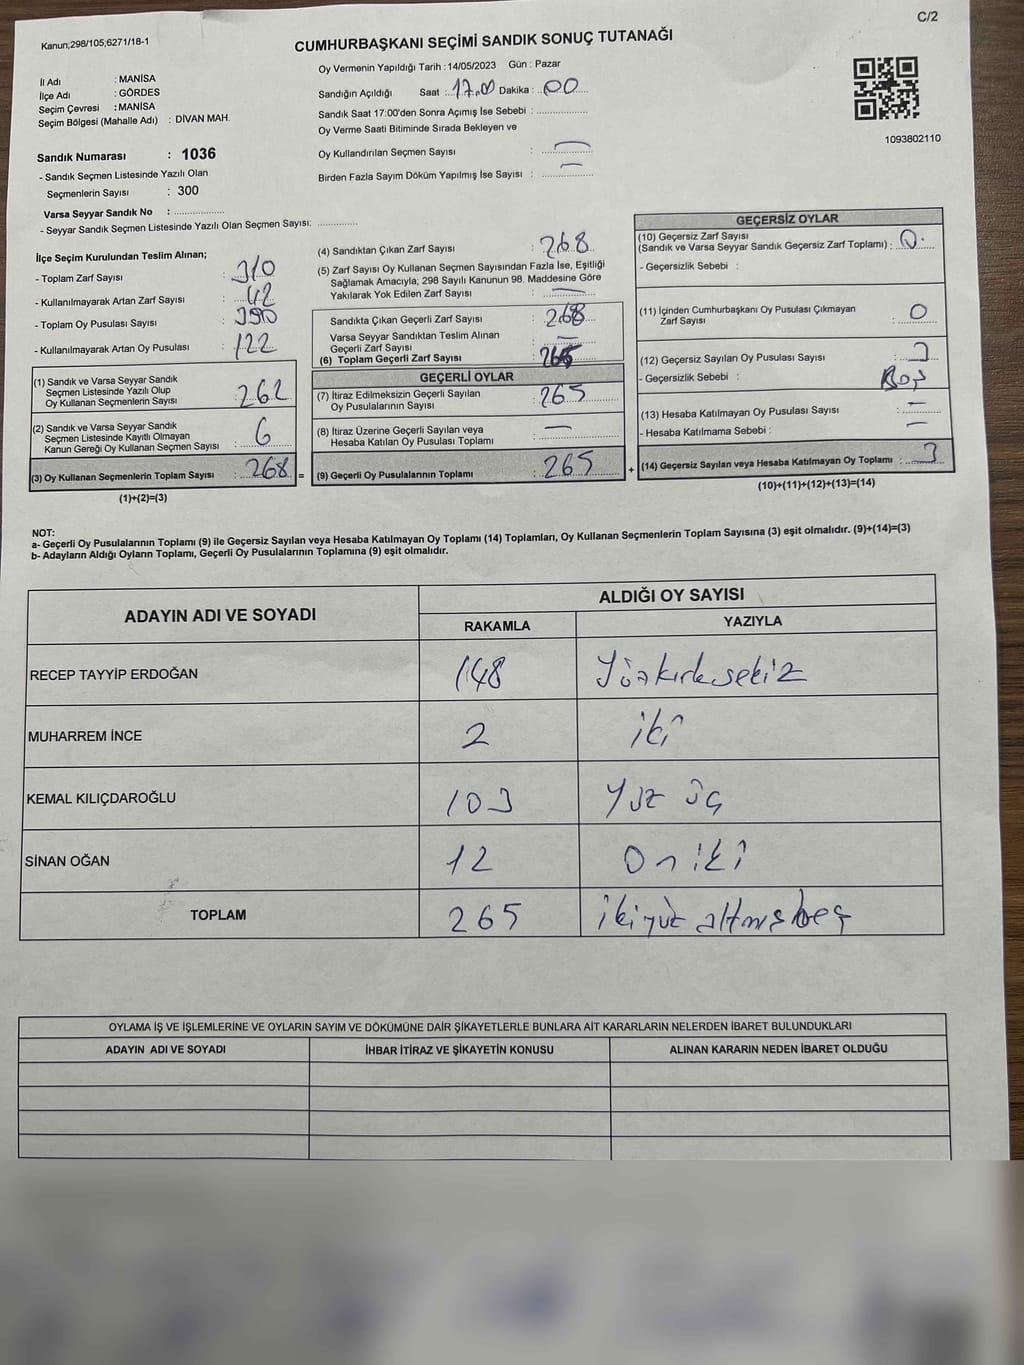 C/2
Kanun;298/105;6271/18-1
CUMHURBAŞKANI SEÇİMİ SANDIK SONUÇ TUTANAĞI
İl Adı : MANİSA
İlçe Adı : GÖRDES
Seçim Çevresi : MANİSA
Seçim Bölgesi (Mahalle Adı) : DİVAN MAH.
Sandık Numarası : 1036
- Sandık Seçmen Listesinde Yazılı Olan
Seçmenlerin Sayısı : 300
Varsa Seyyar Sandık No :
- Seyyar Sandık Seçmen Listesinde Yazılı Olan Seçmen Sayısı:
Oy Vermenin Yapıldığı Tarih : 14/05/2023 Gün : Pazar
Sandığın Açıldığı Saat : 17.00 Dakika : 00
Sandık Saat 17:00'den Sonra Açımış İse Sebebi :
Oy Verme Saati Bitiminde Sırada Bekleyen ve
Oy Kullandırılan Seçmen Sayısı : —
Birden Fazla Sayım Döküm Yapılmış İse Sayısı : —
1093802110
İlçe Seçim Kurulundan Teslim Alınan;
- Toplam Zarf Sayısı : 310
- Kullanılmayarak Artan Zarf Sayısı : 42
- Toplam Oy Pusulası Sayısı : 390
- Kullanılmayarak Artan Oy Pusulası : 122
(1) Sandık ve Varsa Seyyar Sandık
Seçmen Listesinde Yazılı Olup
Oy Kullanan Seçmenlerin Sayısı : 262
(2) Sandık ve Varsa Seyyar Sandık
Seçmen Listesinde Kayıtlı Olmayan
Kanun Gereği Oy Kullanan Seçmen Sayısı : 6
(3) Oy Kullanan Seçmenlerin Toplam Sayısı : 268 =
(1)+(2)=(3)
(4) Sandıktan Çıkan Zarf Sayısı : 268
(5) Zarf Sayısı Oy Kullanan Seçmen Sayısından Fazla İse, Eşitliği
Sağlamak Amacıyla; 298 Sayılı Kanunun 98. Maddesine Göre
Yakılarak Yok Edilen Zarf Sayısı : —
Sandıkta Çıkan Geçerli Zarf Sayısı : 268
Varsa Seyyar Sandıktan Teslim Alınan
Geçerli Zarf Sayısı : —
(6) Toplam Geçerli Zarf Sayısı :
GEÇERLİ OYLAR
(7) İtiraz Edilmeksizin Geçerli Sayılan
Oy Pusulalarının Sayısı : 265
(8) İtiraz Üzerine Geçerli Sayılan veya
Hesaba Katılan Oy Pusulası Toplamı : —
(9) Geçerli Oy Pusulalarının Toplamı : 265 +
GEÇERSİZ OYLAR
(10) Geçersiz Zarf Sayısı
(Sandık ve Varsa Seyyar Sandık Geçersiz Zarf Toplamı) : 0
- Geçersizlik Sebebi :
(11) İçinden Cumhurbaşkanı Oy Pusulası Çıkmayan
Zarf Sayısı : 0
(12) Geçersiz Sayılan Oy Pusulası Sayısı : 3
- Geçersizlik Sebebi : Boş
(13) Hesaba Katılmayan Oy Pusulası Sayısı : —
- Hesaba Katılmama Sebebi : —
(14) Geçersiz Sayılan veya Hesaba Katılmayan Oy Toplamı : 3
(10)+(11)+(12)+(13)=(14)
NOT:
a- Geçerli Oy Pusulalarının Toplamı (9) ile Geçersiz Sayılan veya Hesaba Katılmayan Oy Toplamı (14) Toplamları, Oy Kullanan Seçmenlerin Toplam Sayısına (3) eşit olmalıdır. (9)+(14)=(3)
b- Adayların Aldığı Oyların Toplamı, Geçerli Oy Pusulalarının Toplamına (9) eşit olmalıdır.
ADAYIN ADI VE SOYADI ALDIĞI OY SAYISI
RAKAMLA YAZIYLA
RECEP TAYYİP ERDOĞAN 148 Yüzkırksekiz
MUHARREM İNCE 2 iki
KEMAL KILIÇDAROĞLU 103 Yüz üç
SİNAN OĞAN 12 Oniki
TOPLAM 265 ikiyüz altmışbeş
OYLAMA İŞ VE İŞLEMLERİNE VE OYLARIN SAYIM VE DÖKÜMÜNE DAİR ŞİKAYETLERLE BUNLARA AİT KARARLARIN NELERDEN İBARET BULUNDUKLARI
ADAYIN ADI VE SOYADI İHBAR İTİRAZ VE ŞİKAYETİN KONUSU ALINAN KARARIN NEDEN İBARET OLDUĞU